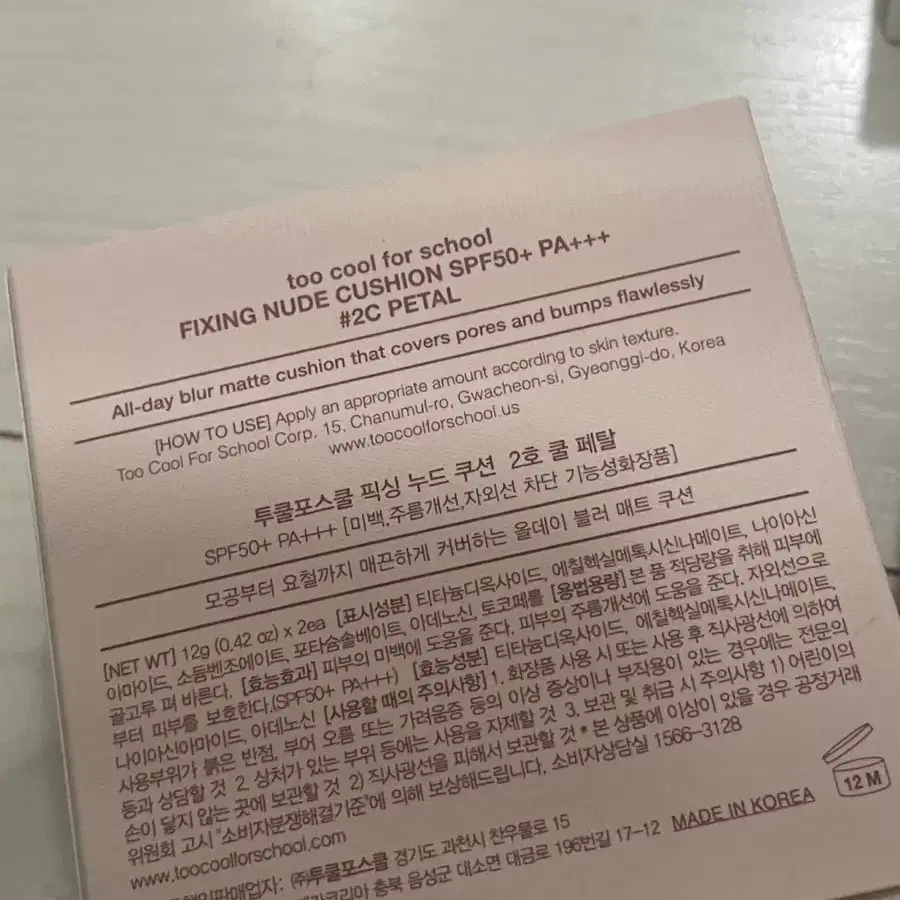 too cool for school
FIXING NUDE CUSHION SPF50+ PA+++
#2C PETAL
All-day blur matte cushion that covers pores and bumps flawlessly
[HOW TO USE] Apply an appropriate amount according to skin texture.
Too Cool For School Corp. 15, Chanumul-ro, Gwacheon-si, Gyeonggi-do, Korea
www.toocoolforschool.us
투쿨포스쿨 픽싱 누드 쿠션 2호 쿨 페탈
SPF50+ PA+++ [미백,주름개선,자외선 차단 기능성화장품]
모공부터 요철까지 매끈하게 커버하는 올데이 블러 매트 쿠션
[NET WT] 12g (0.42 oz) x 2ea [표시성분] 티타늄디옥사이드, 에칠헥실메톡시신나메이트, 나이아신
아마이드, 소듐벤조에이트, 포타슘솔베이트, 아데노신, 토코페롤 [용법용량] 본 품 적당량을 취해 피부에
골고루 펴 바른다. [효능효과] 피부의 미백에 도움을 준다. 피부의 주름개선에 도움을 준다. 자외선으로
부터 피부를 보호한다.(SPF50+ PA+++) [효능성분] 티타늄디옥사이드, 에칠헥실메톡시신나메이트,
나이아신아마이드, 아데노신 [사용할 때의 주의사항] 1. 화장품 사용 시 또는 사용 후 직사광선에 의하여
사용부위가 붉은 반점, 부어 오름 또는 가려움증 등의 이상 증상이나 부작용이 있는 경우에는 전문의
등과 상담할 것 2. 상처가 있는 부위 등에는 사용을 자제할 것 3. 보관 및 취급 시 주의사항 1) 어린이의
손이 닿지 않는 곳에 보관할 것 2) 직사광선을 피해서 보관할 것 * 본 상품에 이상이 있을 경우 공정거래
위원회 고시 "소비자분쟁해결기준"에 의해 보상해드립니다. 소비자상담실 1566-3128
www.toocoolforschool.com
12 M
MADE IN KOREA
책임판매업자: ㈜투쿨포스쿨 경기도 과천시 찬우물로 15
충북 음성군 대소면 대금로 196번길 17-12